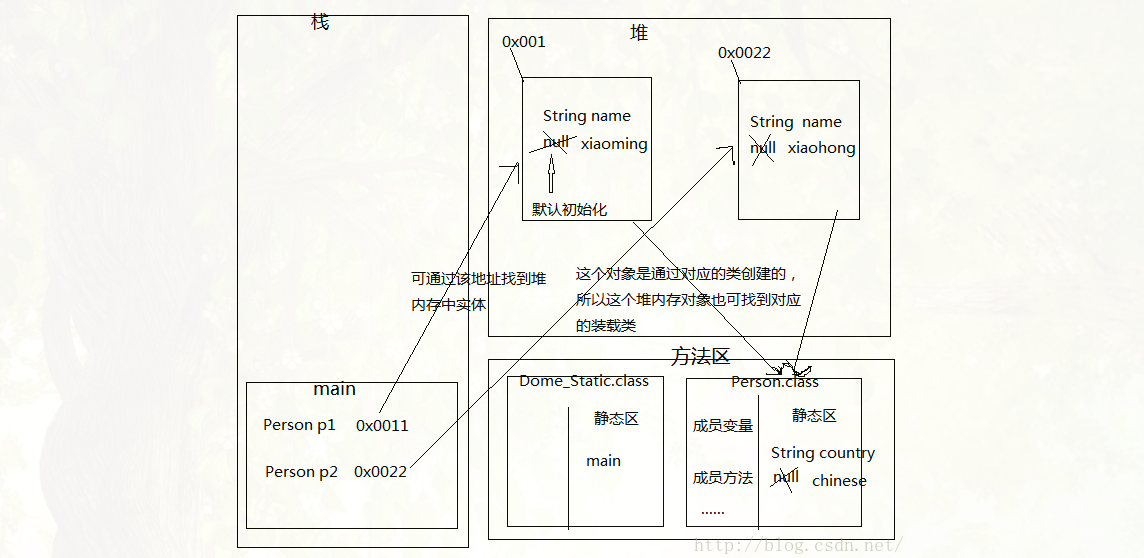 栈
堆
0x001
0x0022
String name
null xiaoming
默认初始化
String name
null xiaohong
可通过该地址找到堆
内存中实体
这个对象是通过对应的类创建的，
所以这个堆内存对象也可找到对应
的装载类
main
Person p1 0x0011
Person p2 0x0022
方法区
Dome_Static.class
静态区
main
Person.class
成员变量
成员方法
......
静态区
String country
null chinese
http://blog.csdn.net/